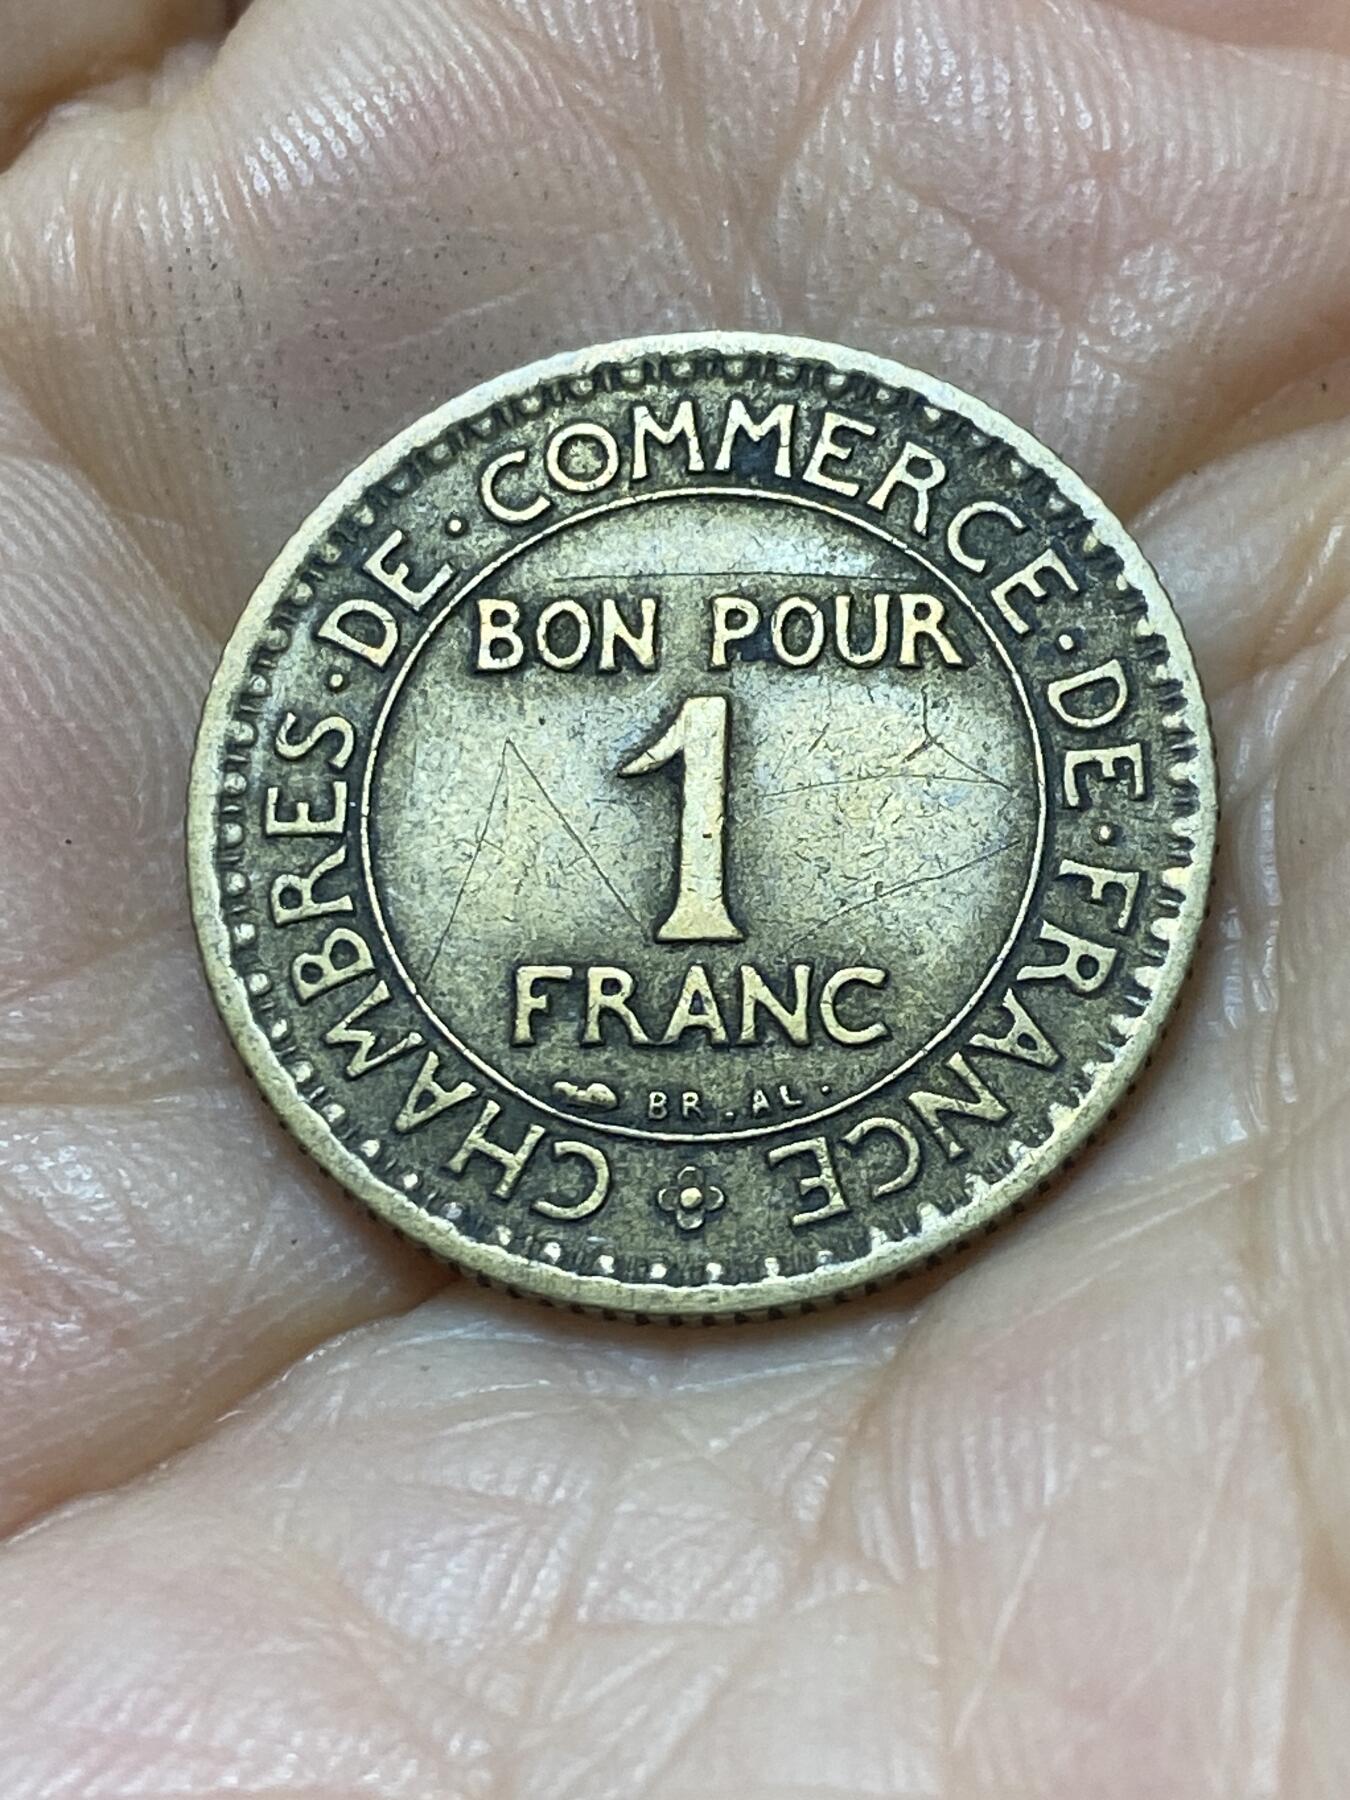 CHAMBRES·DE·COMMERCE·DE·FRANCE
BON POUR
1
FRANC
BR.AL.